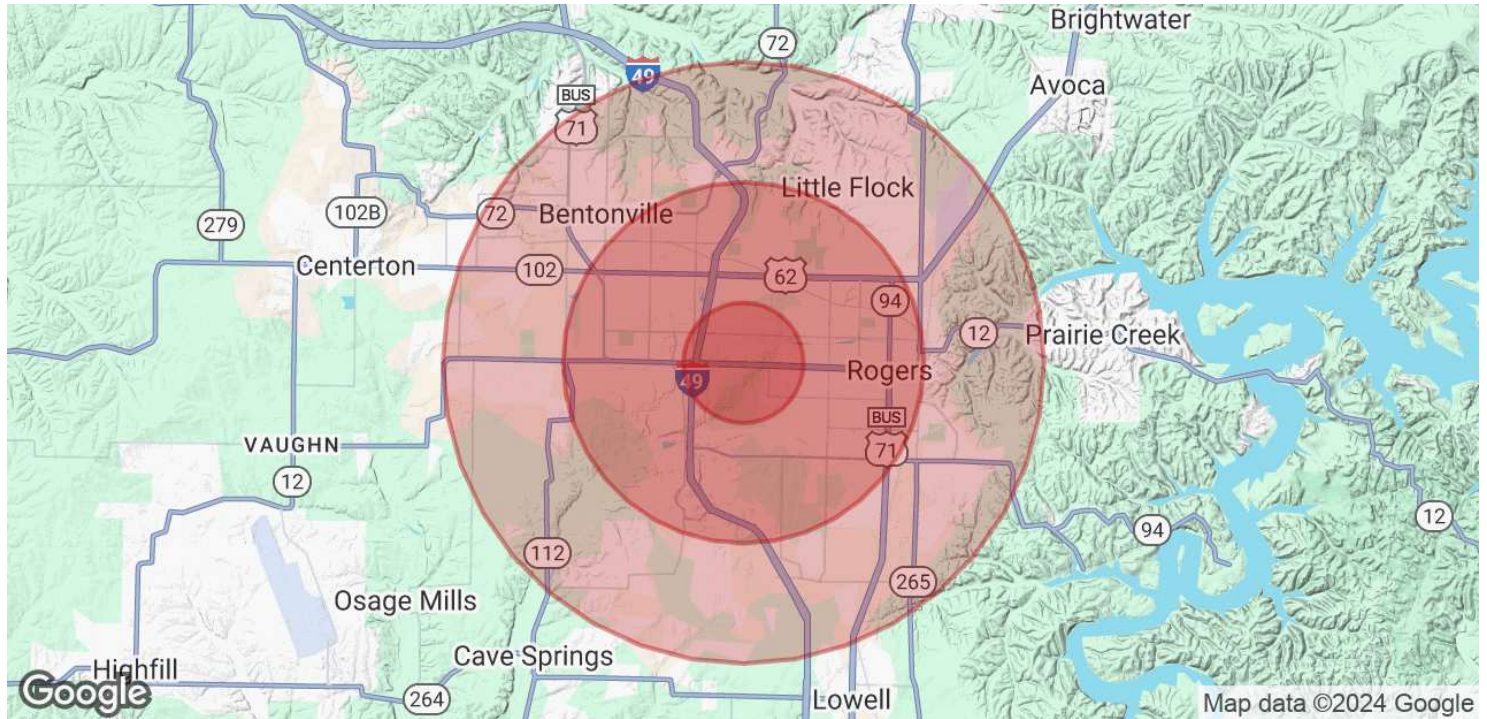 Brightwater
72
49
Avoca
BUS
71
Little Flock
102B
72
Bentonville
279
Centerton
102
62
94
12
Prairie Creek
49
Rogers
BUS
71
VAUGHN
12
12
94
112
265
Osage Mills
Cave Springs
Highfill
264
Lowell
Google
Map data ©2024 Google